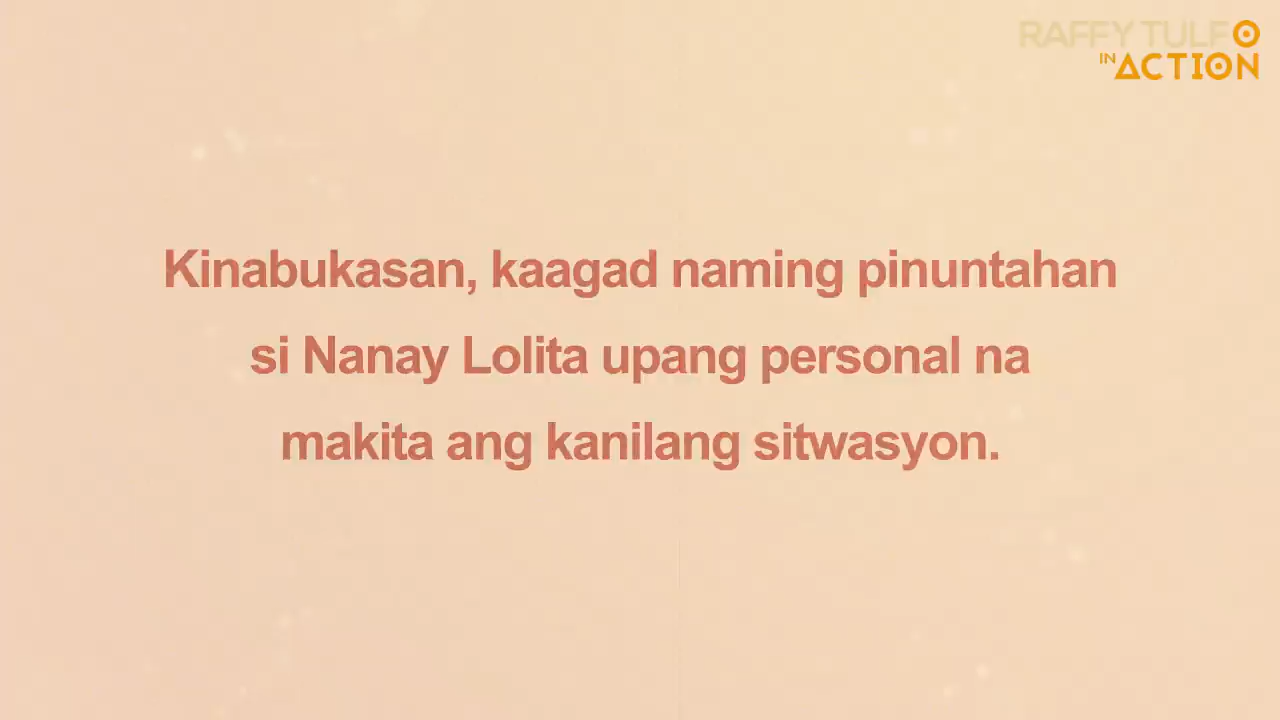 RAFFY TULFO
IN ACTION
Kinabukasan, kaagad naming pinuntahan
si Nanay Lolita upang personal na
makita ang kanilang sitwasyon.